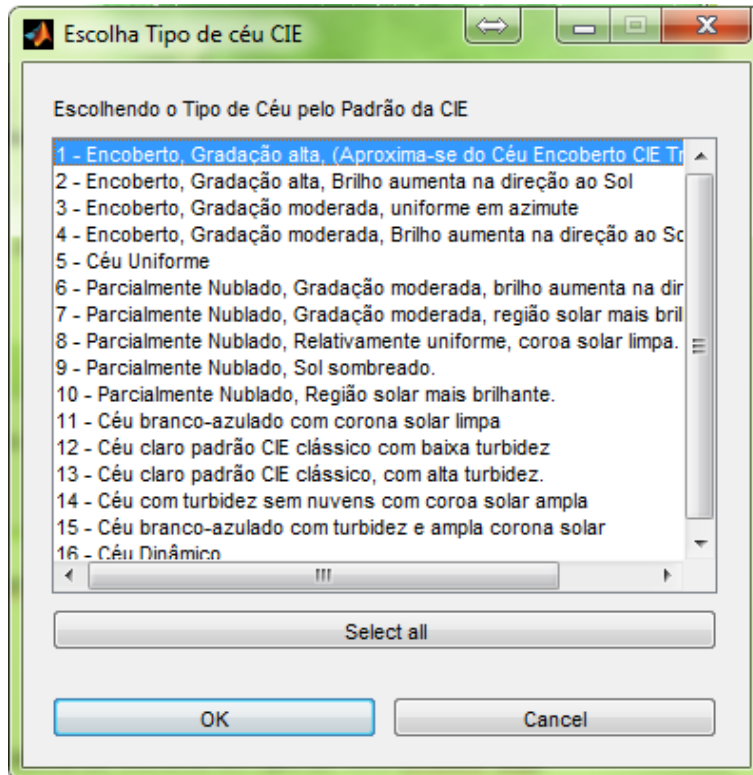 Escolha Tipo de céu CIE
Escolhendo o Tipo de Céu pelo Padrão da CIE
1 - Encoberto, Gradação alta, (Aproxima-se do Céu Encoberto CIE Tr
2 - Encoberto, Gradação alta, Brilho aumenta na direção ao Sol
3 - Encoberto, Gradação moderada, uniforme em azimute
4 - Encoberto, Gradação moderada, Brilho aumenta na direção ao So
5 - Céu Uniforme
6 - Parcialmente Nublado, Gradação moderada, brilho aumenta na dir
7 - Parcialmente Nublado, Gradação moderada, região solar mais bril
8 - Parcialmente Nublado, Relativamente uniforme, coroa solar limpa.
9 - Parcialmente Nublado, Sol sombreado.
10 - Parcialmente Nublado, Região solar mais brilhante.
11 - Céu branco-azulado com corona solar limpa
12 - Céu claro padrão CIE clássico com baixa turbidez
13 - Céu claro padrão CIE clássico, com alta turbidez.
14 - Céu com turbidez sem nuvens com coroa solar ampla
15 - Céu branco-azulado com turbidez e ampla corona solar
16 - Céu Dinâmico
Select all
OK
Cancel